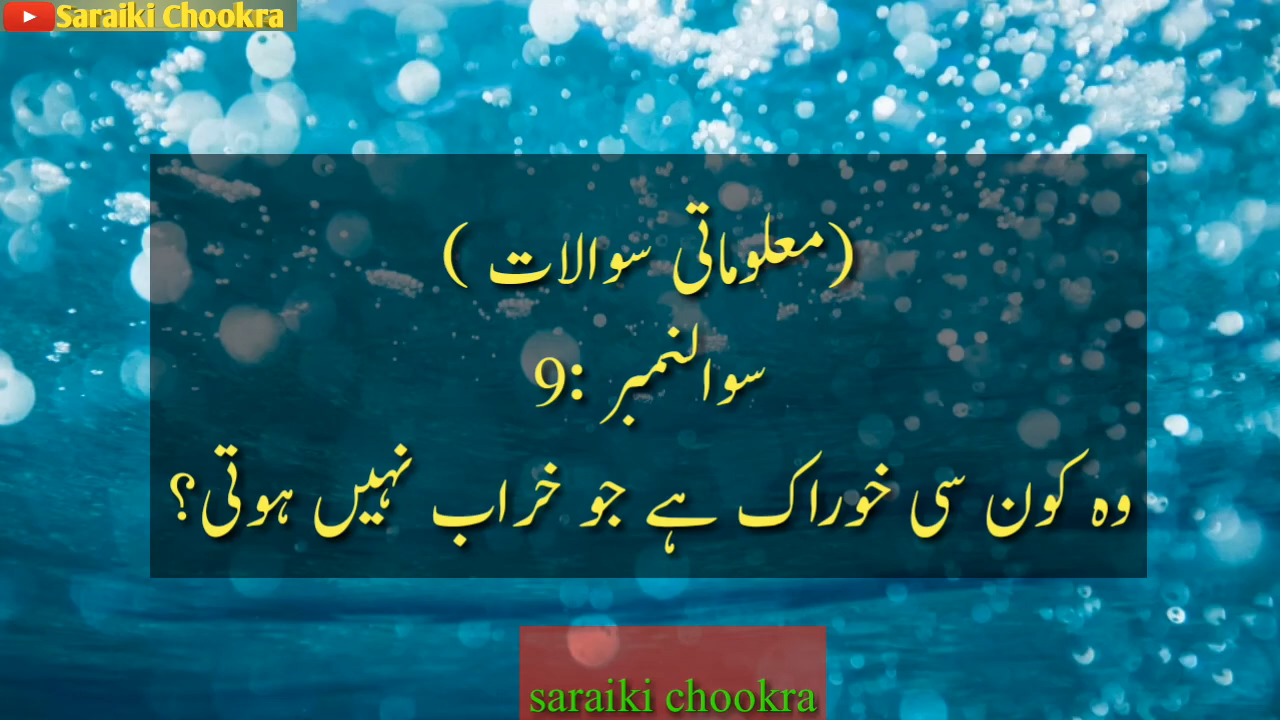 Saraiki Chookra
(معلوماتی سوالات )
سوالنمبر :9
وہ کون سی خوراک ہے جو خراب نہیں ہوتی؟
saraiki chookra